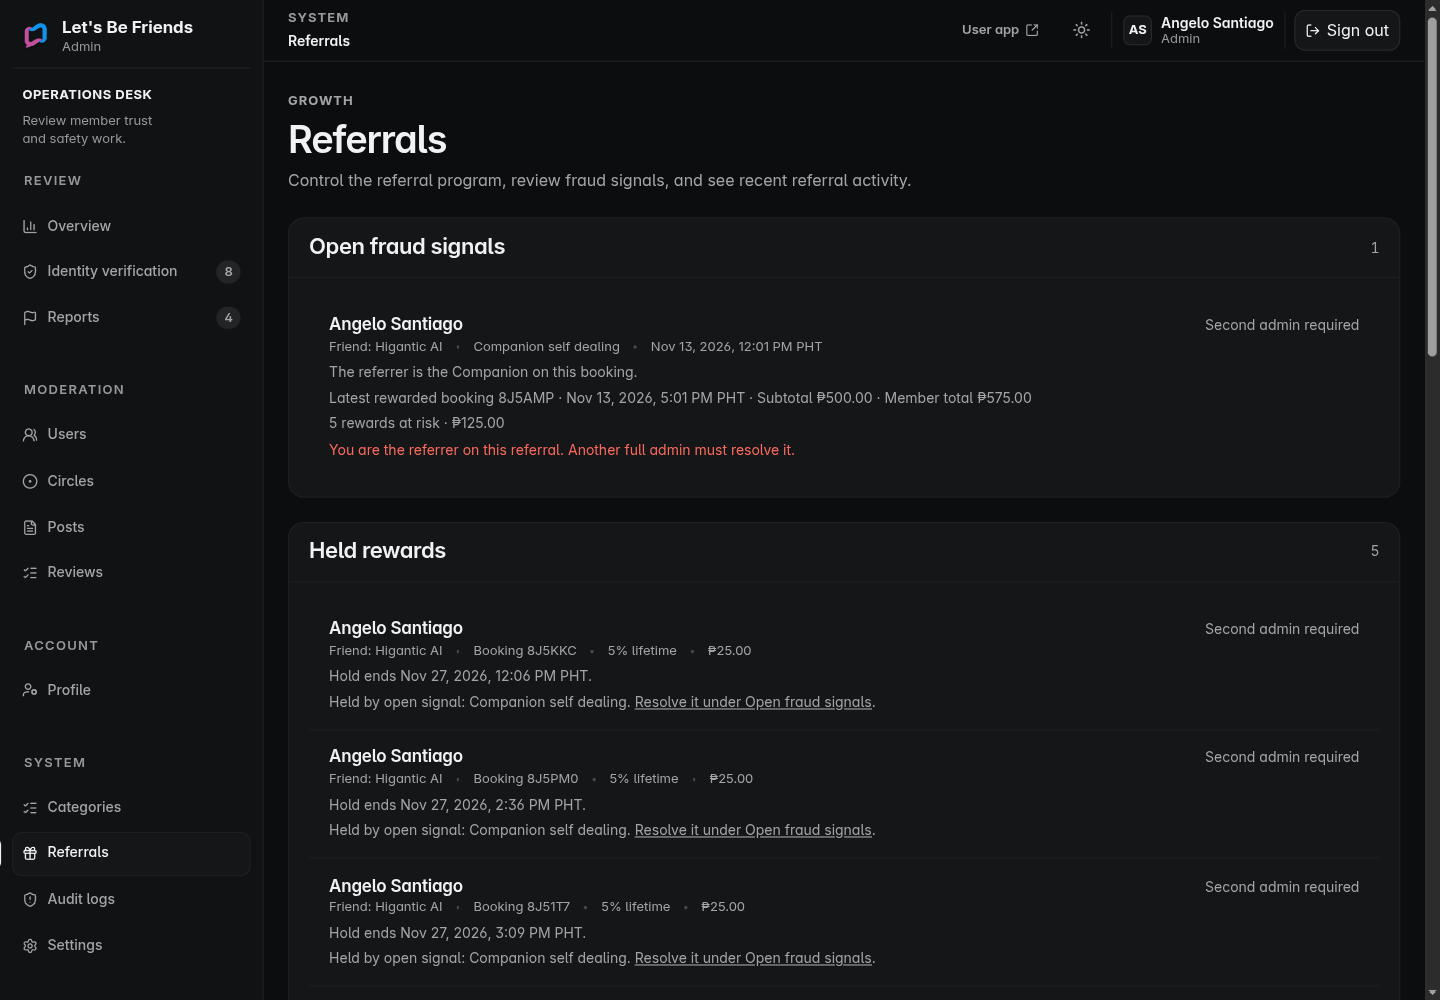 Let's Be Friends
Admin
OPERATIONS DESK
Review member trust
and safety work.
REVIEW
Overview
Identity verification 8
Reports 4
MODERATION
Users
Circles
Posts
Reviews
ACCOUNT
Profile
SYSTEM
Categories
Referrals
Audit logs
Settings
SYSTEM
Referrals
User app
AS
Angelo Santiago
Admin
Sign out
GROWTH
Referrals
Control the referral program, review fraud signals, and see recent referral activity.
Open fraud signals 1
Angelo Santiago Second admin required
Friend: Higantic AI · Companion self dealing · Nov 13, 2026, 12:01 PM PHT
The referrer is the Companion on this booking.
Latest rewarded booking 8J5AMP · Nov 13, 2026, 5:01 PM PHT · Subtotal ₱500.00 · Member total ₱575.00
5 rewards at risk · ₱125.00
You are the referrer on this referral. Another full admin must resolve it.
Held rewards 5
Angelo Santiago Second admin required
Friend: Higantic AI · Booking 8J5KKC · 5% lifetime · ₱25.00
Hold ends Nov 27, 2026, 12:06 PM PHT.
Held by open signal: Companion self dealing. Resolve it under Open fraud signals.
Angelo Santiago Second admin required
Friend: Higantic AI · Booking 8J5PM0 · 5% lifetime · ₱25.00
Hold ends Nov 27, 2026, 2:36 PM PHT.
Held by open signal: Companion self dealing. Resolve it under Open fraud signals.
Angelo Santiago Second admin required
Friend: Higantic AI · Booking 8J51T7 · 5% lifetime · ₱25.00
Hold ends Nov 27, 2026, 3:09 PM PHT.
Held by open signal: Companion self dealing. Resolve it under Open fraud signals.